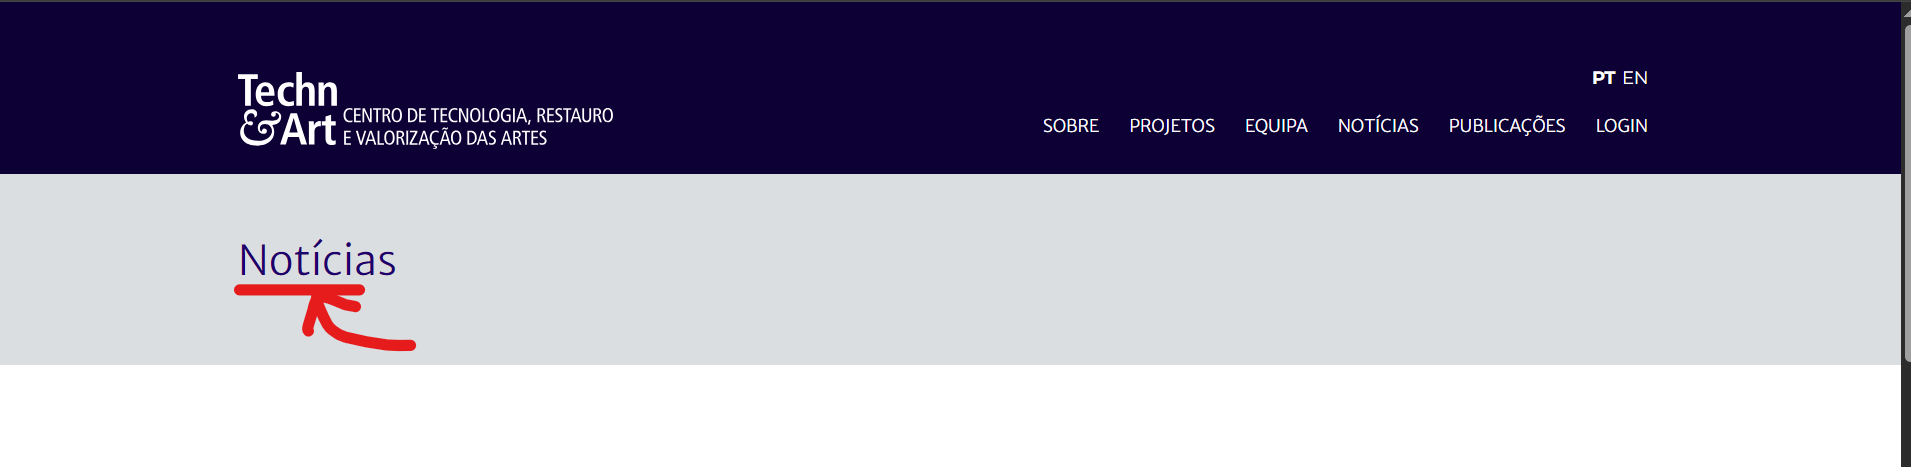 PT EN
Techn
&Art CENTRO DE TECNOLOGIA, RESTAURO
E VALORIZAÇÃO DAS ARTES
SOBRE PROJETOS EQUIPA NOTÍCIAS PUBLICAÇÕES LOGIN
Notícias